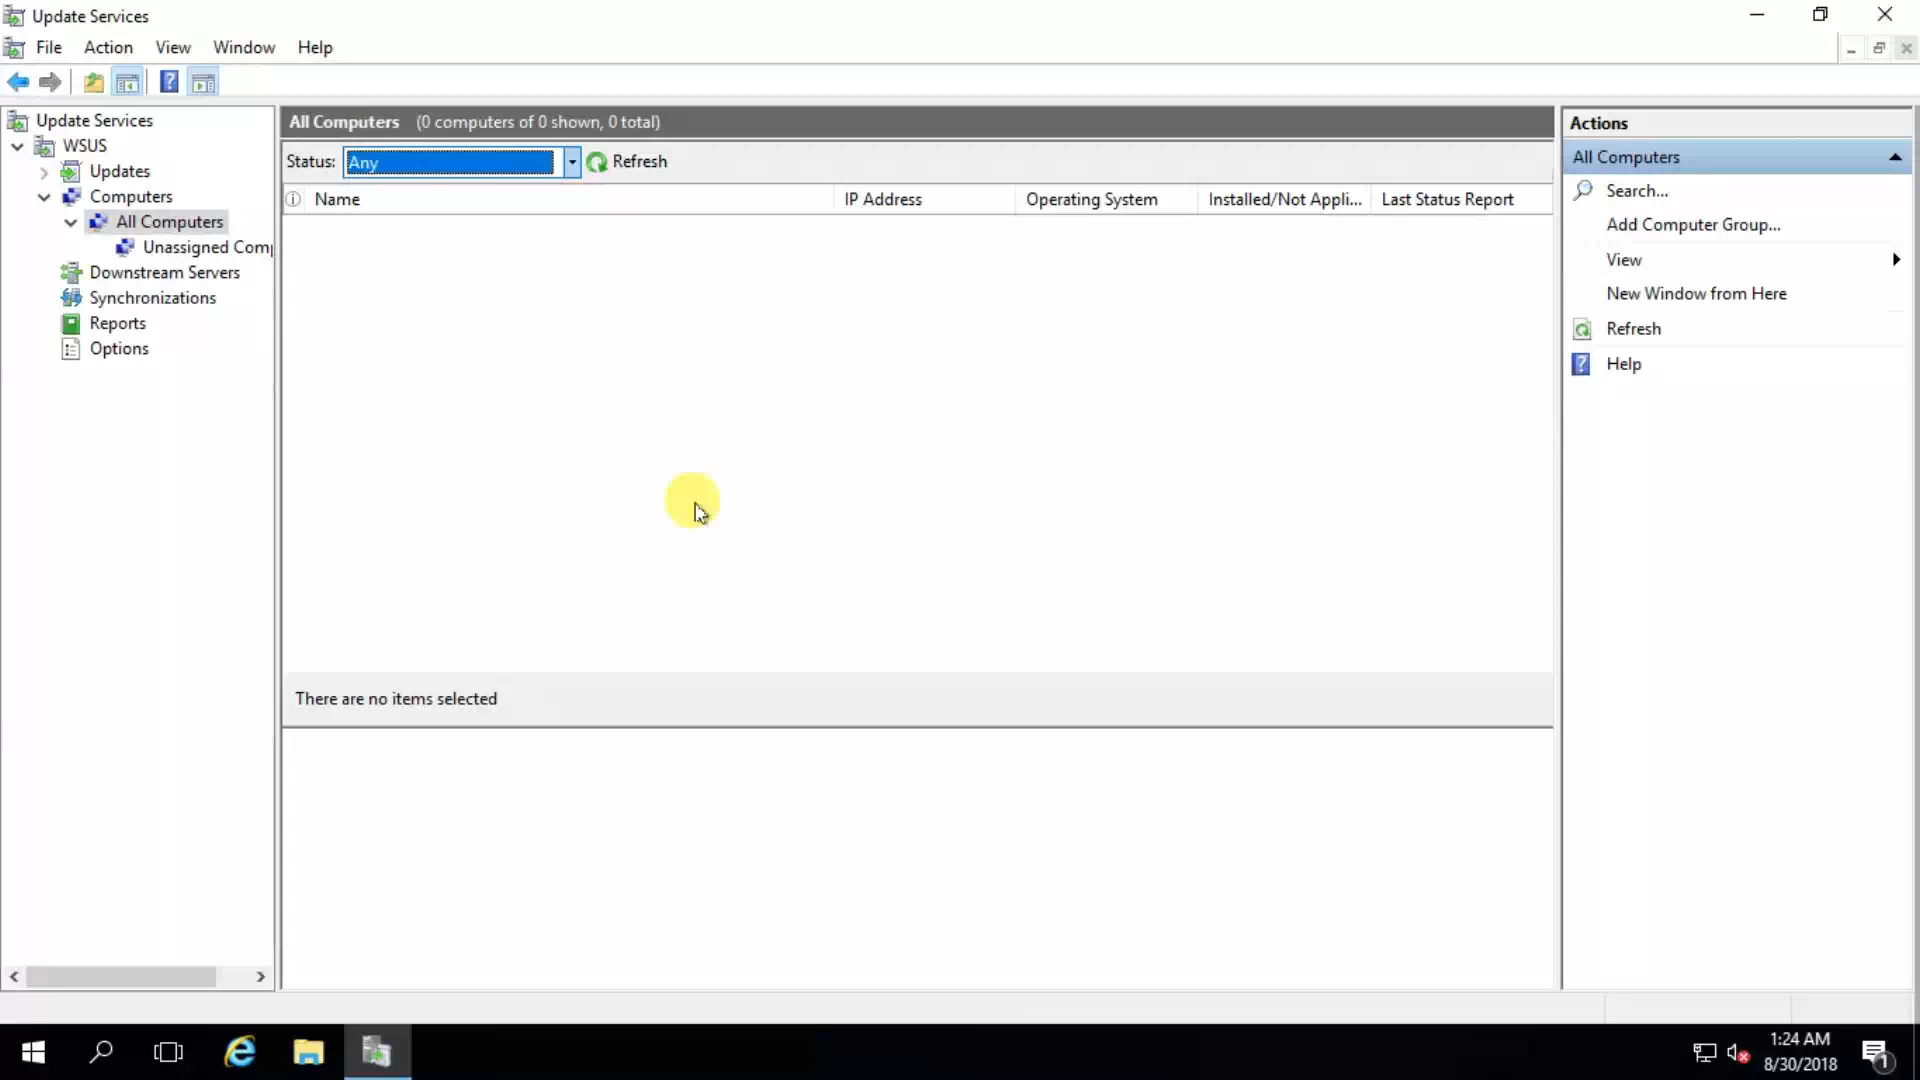 Update Services
File Action View Window Help
Update Services
WSUS
Updates
Computers
All Computers
Unassigned Comp
Downstream Servers
Synchronizations
Reports
Options
All Computers (0 computers of 0 shown, 0 total)
Status: Any Refresh
Name IP Address Operating System Installed/Not Appli... Last Status Report
There are no items selected
Actions
All Computers
Search...
Add Computer Group...
View
New Window from Here
Refresh
Help
1:24 AM
8/30/2018
1